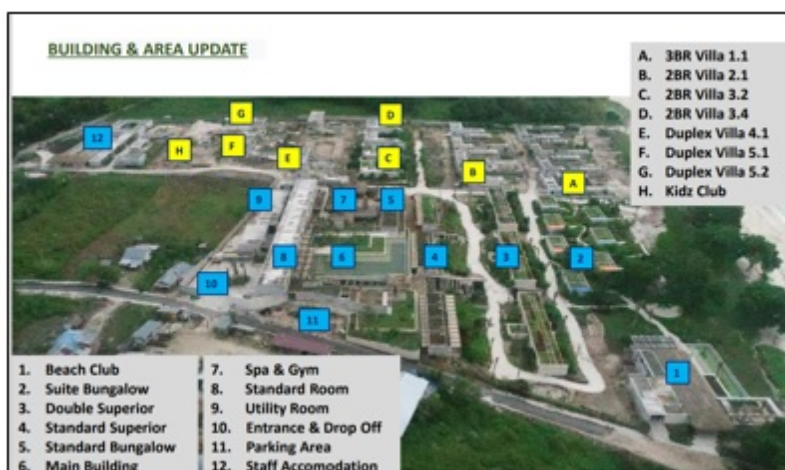 BUILDING & AREA UPDATE
A. 3BR Villa 1.1
B. 2BR Villa 2.1
C. 2BR Villa 3.2
D. 2BR Villa 3.4
E. Duplex Villa 4.1
F. Duplex Villa 5.1
G. Duplex Villa 5.2
H. Kidz Club
G
D
12
H
F
E
C
B
A
9
7
5
8
6
4
3
2
10
11
1
1. Beach Club
2. Suite Bungalow
3. Double Superior
4. Standard Superior
5. Standard Bungalow
6. Main Building
7. Spa & Gym
8. Standard Room
9. Utility Room
10. Entrance & Drop Off
11. Parking Area
12. Staff Accomodation